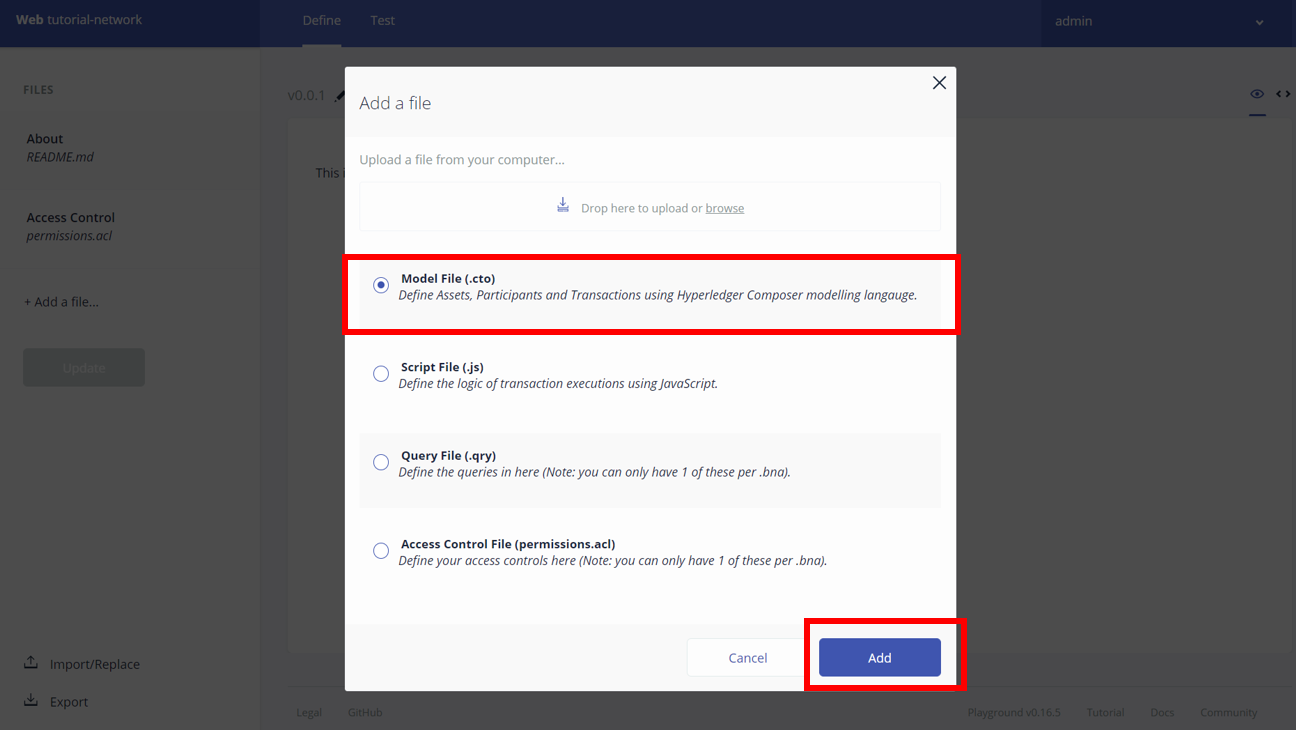 Web tutorial-network
Define
Test
admin
FILES
About
README.md
Access Control
permissions.acl
+ Add a file...
Update
Import/Replace
Export
v0.0.1
This i
Add a file
Upload a file from your computer...
Drop here to upload or browse
Model File (.cto)
Define Assets, Participants and Transactions using Hyperledger Composer modelling langauge.
Script File (.js)
Define the logic of transaction executions using JavaScript.
Query File (.qry)
Define the queries in here (Note: you can only have 1 of these per .bna).
Access Control File (permissions.acl)
Define your access controls here (Note: you can only have 1 of these per .bna).
Cancel
Add
Legal
GitHub
Playground v0.16.5
Tutorial
Docs
Community